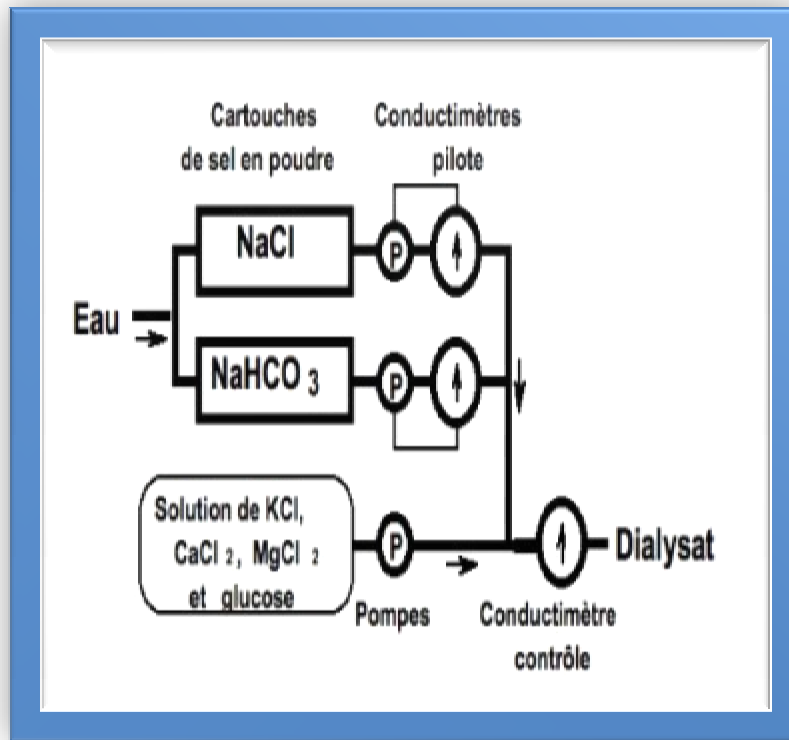 Cartouches
de sel en poudre
Conductimètres
pilote
NaCl
P
Eau
NaHCO 3
P
Solution de KCl,
CaCl 2, MgCl 2
et glucose
P
Dialysat
Pompes
Conductimètre
contrôle